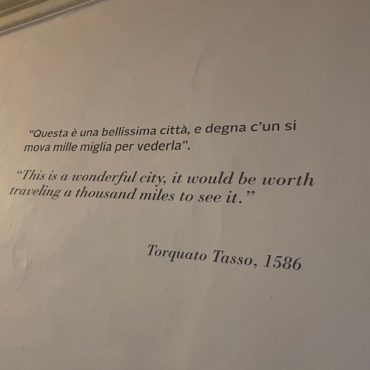 "Questa è una bellissima città, e degna c'un si
mova mille miglia per vederla".
"This is a wonderful city, it would be worth
traveling a thousand miles to see it."
Torquato Tasso, 1586